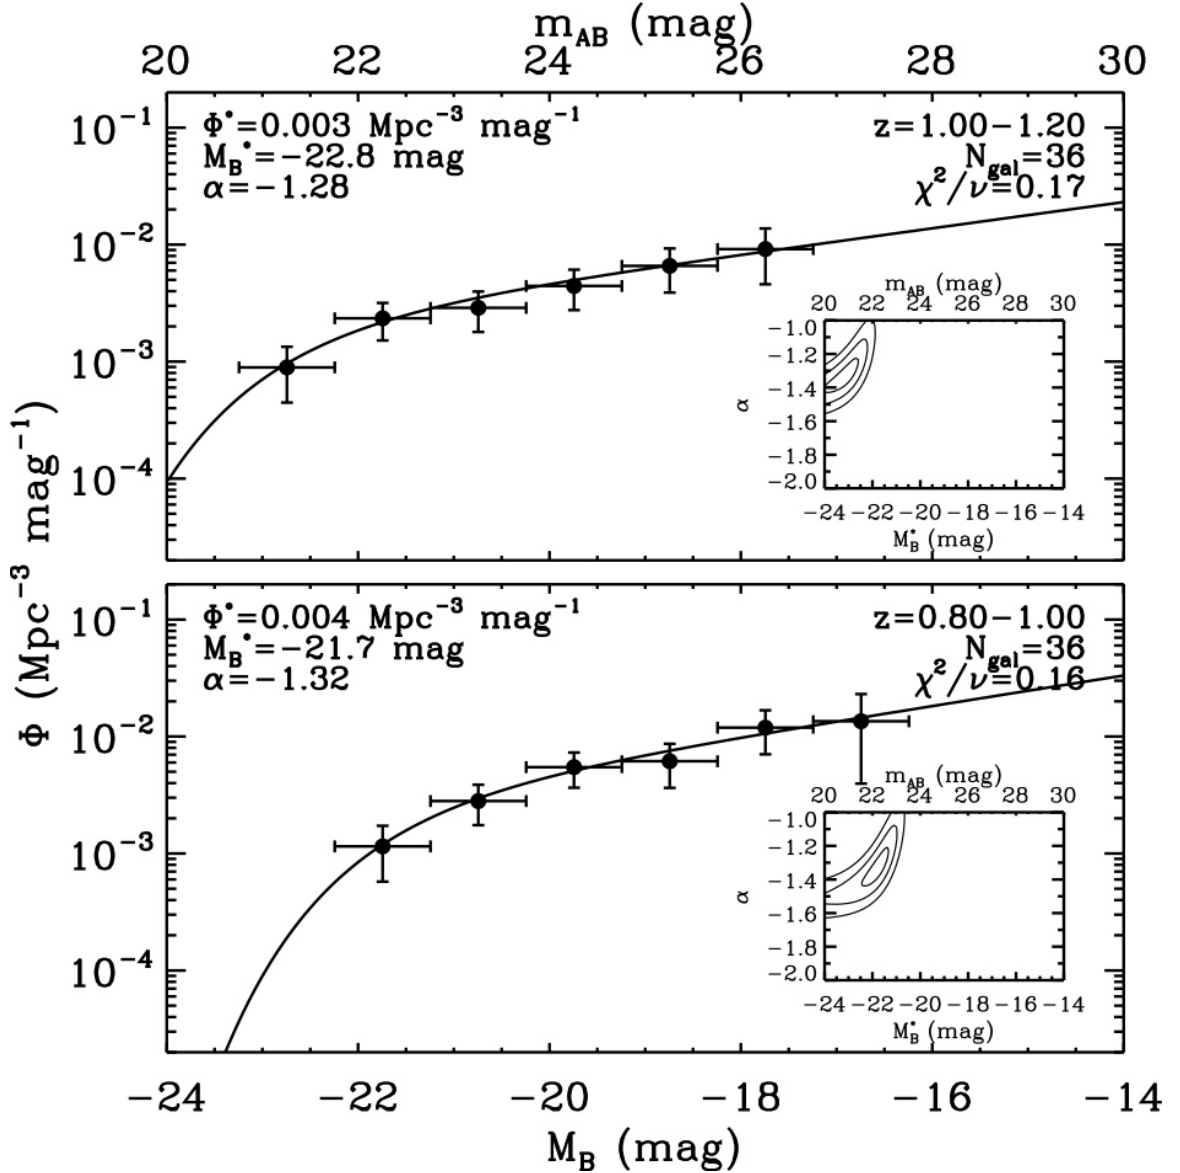 m_AB (mag)
20 22 24 26 28 30
Φ*=0.003 Mpc⁻³ mag⁻¹
M_B*=−22.8 mag
α=−1.28
z=1.00−1.20
N_gal=36
χ²/ν=0.17
10⁻¹
10⁻²
10⁻³
10⁻⁴
m_AB (mag)
20 22 24 26 28 30
−1.0
−1.2
−1.4
−1.6
−1.8
−2.0
α
−24 −22 −20 −18 −16 −14
M_B* (mag)
Φ (Mpc⁻³ mag⁻¹)
Φ*=0.004 Mpc⁻³ mag⁻¹
M_B*=−21.7 mag
α=−1.32
z=0.80−1.00
N_gal=36
χ²/ν=0.16
10⁻¹
10⁻²
10⁻³
10⁻⁴
m_AB (mag)
20 22 24 26 28 30
−1.0
−1.2
−1.4
−1.6
−1.8
−2.0
α
−24 −22 −20 −18 −16 −14
M_B* (mag)
−24 −22 −20 −18 −16 −14
M_B (mag)